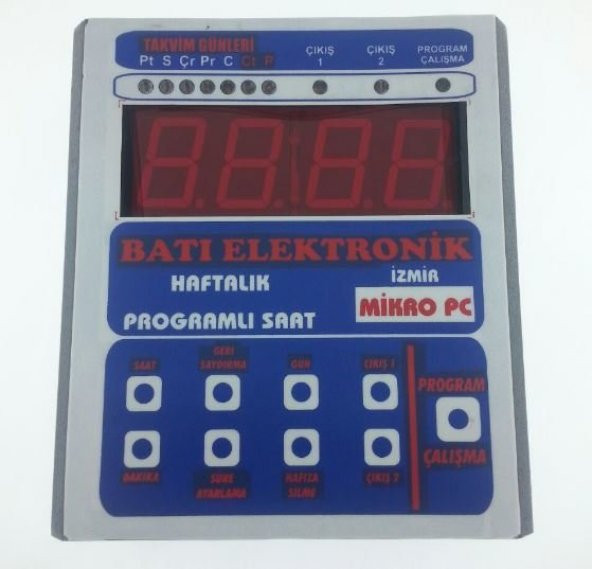 TAKVİM GÜNLERİ
Pt S Çr Pr C Ct P
ÇIKIŞ 1
ÇIKIŞ 2
PROGRAM ÇALIŞMA
BATI ELEKTRONİK
HAFTALIK
İZMİR
PROGRAMLI SAAT
MİKRO PC
SAAT
GERİ SAYDIRMA
GÜN
ÇIKIŞ 1
PROGRAM
DAKİKA
SÜRE AYARLAMA
HAFIZA SİLME
ÇIKIŞ 2
ÇALIŞMA